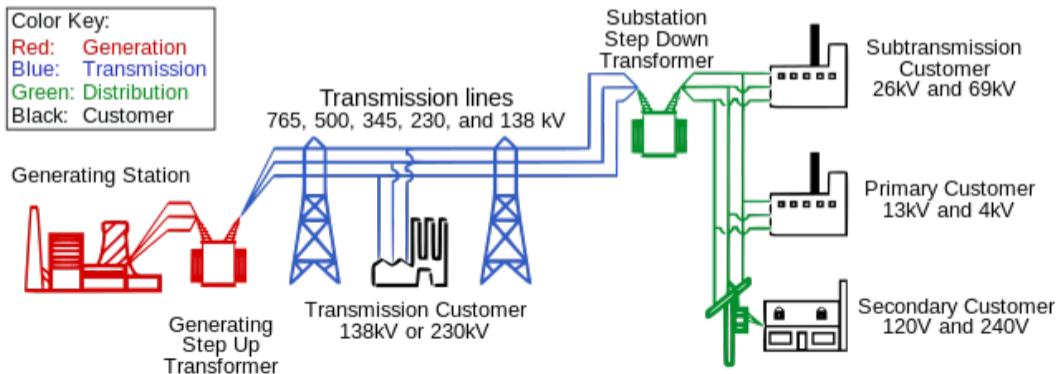 Color Key:
Red: Generation
Blue: Transmission
Green: Distribution
Black: Customer
Generating Station
Generating
Step Up
Transformer
Transmission lines
765, 500, 345, 230, and 138 kV
Transmission Customer
138kV or 230kV
Substation
Step Down
Transformer
Subtransmission
Customer
26kV and 69kV
Primary Customer
13kV and 4kV
Secondary Customer
120V and 240V